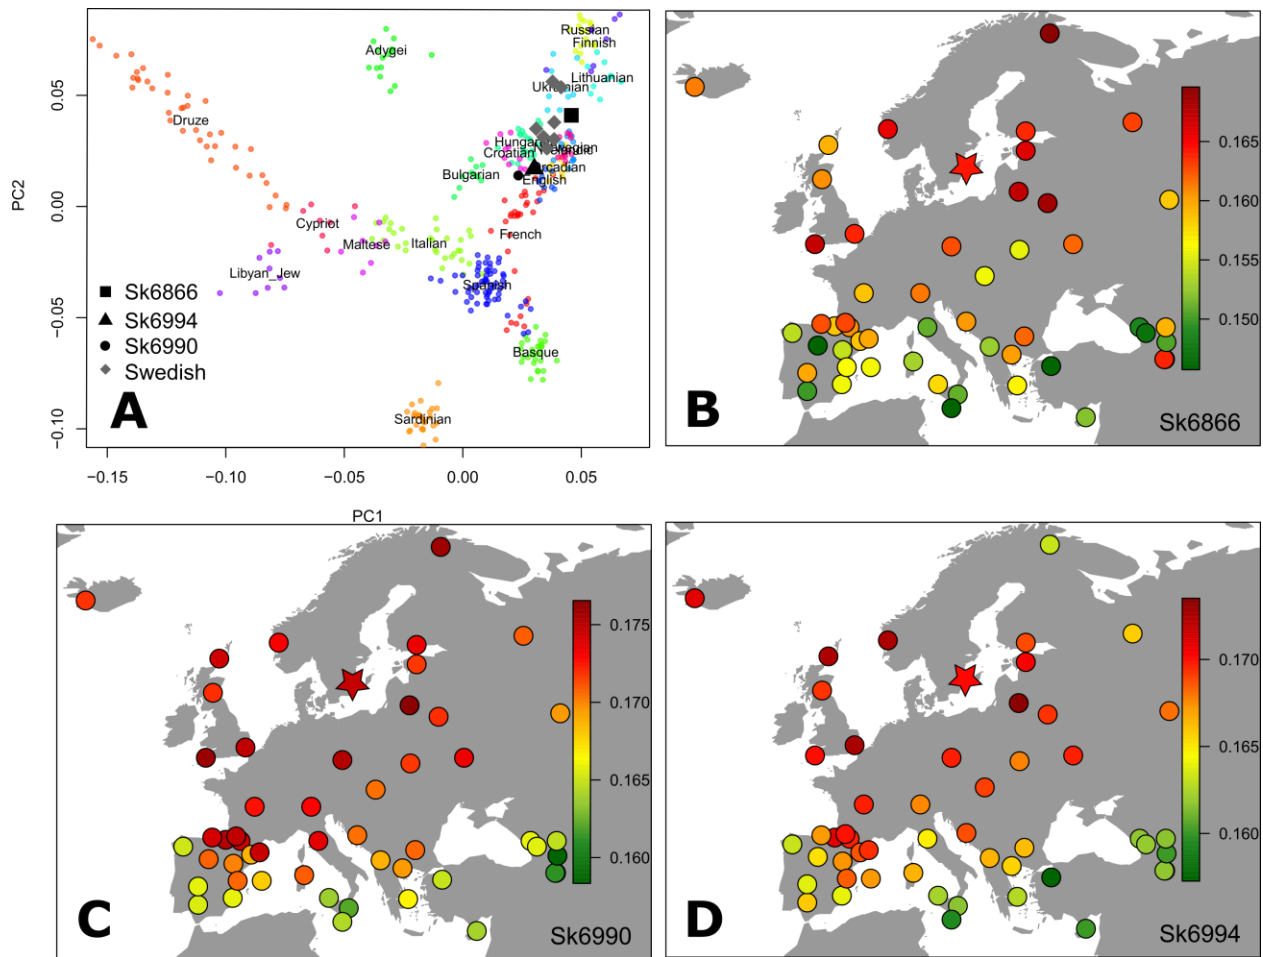 Russian
Finnish
Adygei
Lithuanian
0.05
Druze
Hungarian
Croatian
Bulgarian
English
PC2
0.00
Cypriot
French
Maltese
Italian
Libyan_Jew
Spanish
−0.05
Sk6866
Sk6994
Sk6990
Swedish
Basque
Sardinian
−0.10
A
−0.15
−0.10
−0.05
0.00
0.05
PC1
0.165
0.160
0.155
0.150
B
Sk6866
0.175
0.170
0.165
0.160
C
Sk6990
0.170
0.165
0.160
D
Sk6994